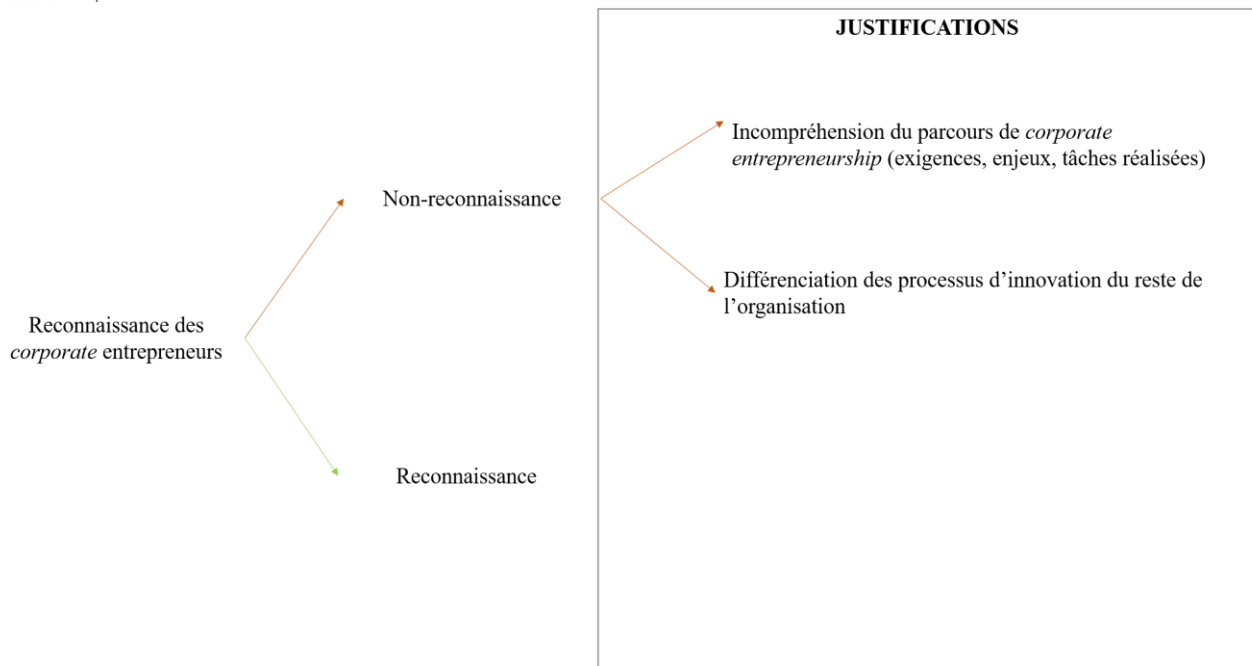 JUSTIFICATIONS
Incompréhension du parcours de corporate
entrepreneurship (exigences, enjeux, tâches réalisées)
Non-reconnaissance
Différenciation des processus d’innovation du reste de
l’organisation
Reconnaissance des
corporate entrepreneurs
Reconnaissance